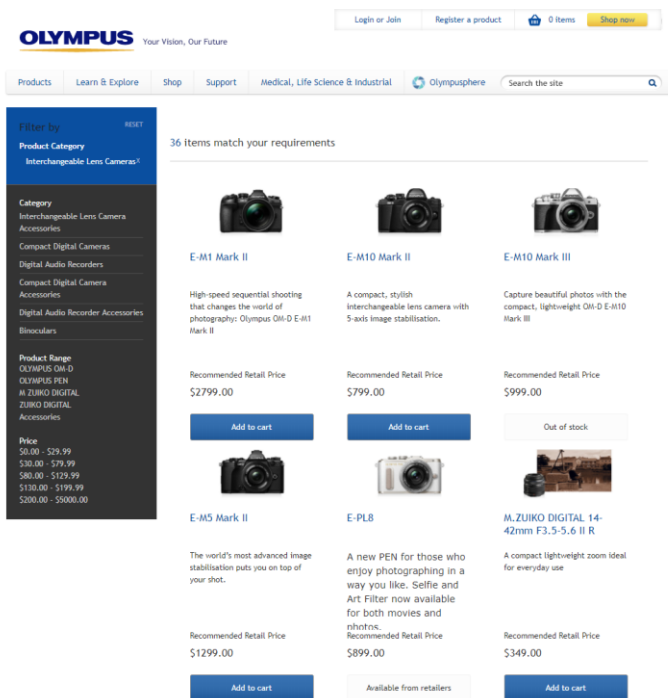 Login or Join
Register a product
0 items
Shop now
OLYMPUS
Your Vision, Our Future
Products
Learn & Explore
Shop
Support
Medical, Life Science & Industrial
Olympusphere
Search the site
Filter by
RESET
Product Category
Interchangeable Lens Cameras x
Category
Interchangeable Lens Camera
Accessories
Compact Digital Cameras
Digital Audio Recorders
Compact Digital Camera
Accessories
Digital Audio Recorder Accessories
Binoculars
Product Range
OLYMPUS OM-D
OLYMPUS PEN
M ZUIKO DIGITAL
ZUIKO DIGITAL
Accessories
Price
$0.00 - $29.99
$30.00 - $79.99
$80.00 - $129.99
$130.00 - $199.99
$200.00 - $5000.00
36 items match your requirements
E-M1 Mark II
High-speed sequential shooting
that changes the world of
photography: Olympus OM-D E-M1
Mark II
Recommended Retail Price
$2799.00
Add to cart
E-M10 Mark II
A compact, stylish
interchangeable lens camera with
5-axis image stabilisation.
Recommended Retail Price
$799.00
Add to cart
E-M10 Mark III
Capture beautiful photos with the
compact, lightweight OM-D E-M10
Mark III
Recommended Retail Price
$999.00
Out of stock
E-M5 Mark II
The world's most advanced image
stabilisation puts you on top of
your shot.
Recommended Retail Price
$1299.00
Add to cart
E-PL8
A new PEN for those who
enjoy photographing in a
way you like. Selfie and
Art Filter now available
for both movies and
photos.
Recommended Retail Price
$899.00
Available from retailers
M.ZUIKO DIGITAL 14-
42mm F3.5-5.6 II R
A compact lightweight zoom ideal
for everyday use
Recommended Retail Price
$349.00
Add to cart